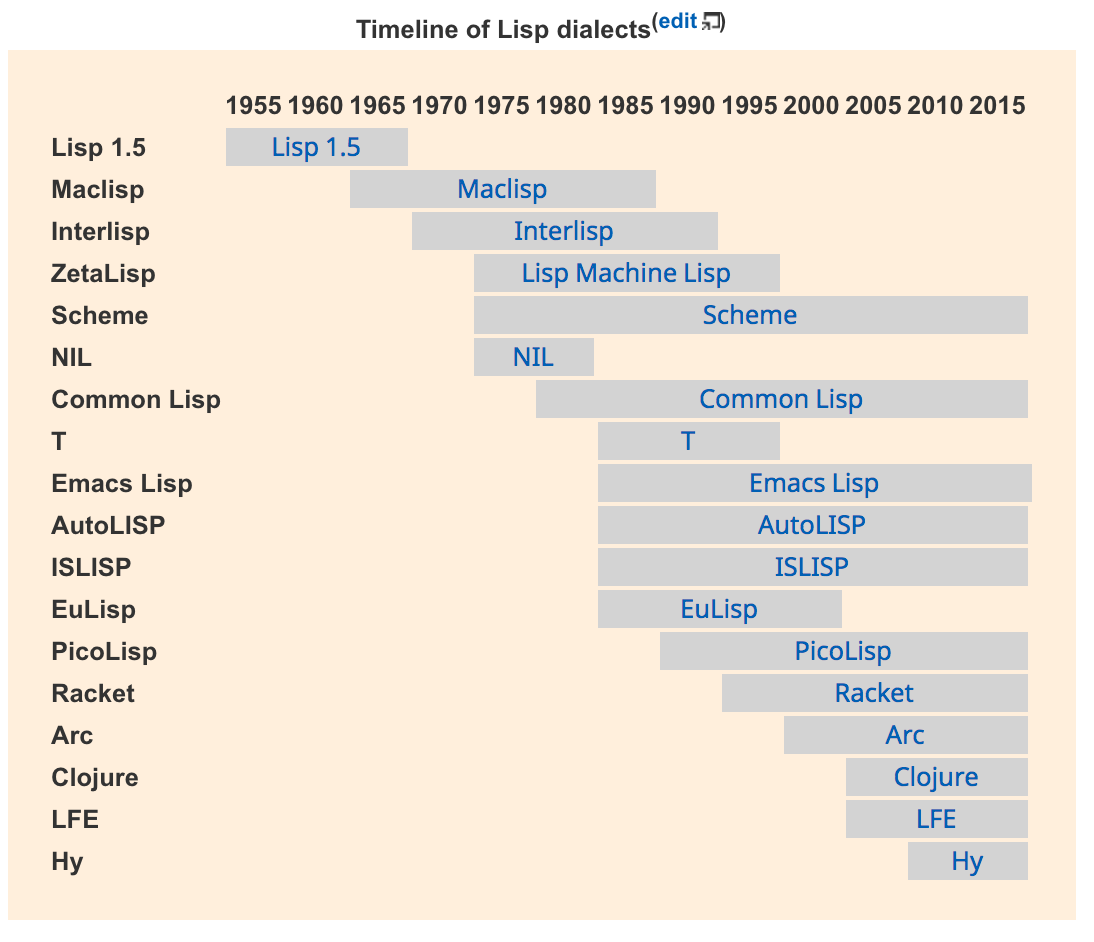 Timeline of Lisp dialects(edit)
1955 1960 1965 1970 1975 1980 1985 1990 1995 2000 2005 2010 2015
Lisp 1.5 Lisp 1.5
Maclisp Maclisp
Interlisp Interlisp
ZetaLisp Lisp Machine Lisp
Scheme Scheme
NIL NIL
Common Lisp Common Lisp
T T
Emacs Lisp Emacs Lisp
AutoLISP AutoLISP
ISLISP ISLISP
EuLisp EuLisp
PicoLisp PicoLisp
Racket Racket
Arc Arc
Clojure Clojure
LFE LFE
Hy Hy